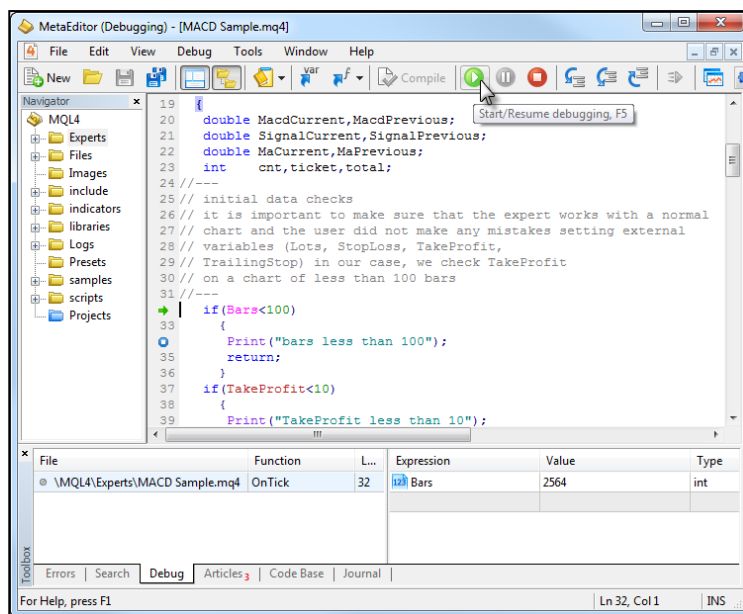 MetaEditor (Debugging) - [MACD Sample.mq4]
File Edit View Debug Tools Window Help
New var f Compile
Start/Resume debugging, F5
Navigator
MQL4
Experts
Files
Images
include
indicators
libraries
Logs
Presets
samples
scripts
Projects
19 {
20 double MacdCurrent,MacdPrevious;
21 double SignalCurrent,SignalPrevious;
22 double MaCurrent,MaPrevious;
23 int cnt,ticket,total;
24 //---
25 // initial data checks
26 // it is important to make sure that the expert works with a normal
27 // chart and the user did not make any mistakes setting external
28 // variables (Lots, StopLoss, TakeProfit,
29 // TrailingStop) in our case, we check TakeProfit
30 // on a chart of less than 100 bars
31 //---
if(Bars<100)
33 {
Print("bars less than 100");
35 return;
36 }
37 if(TakeProfit<10)
38 {
39 Print("TakeProfit less than 10");
File Function L... Expression Value Type
\MQL4\Experts\MACD Sample.mq4 OnTick 32 123 Bars 2564 int
Toolbox
Errors | Search | Debug | Articles 3 | Code Base | Journal |
For Help, press F1 Ln 32, Col 1 INS